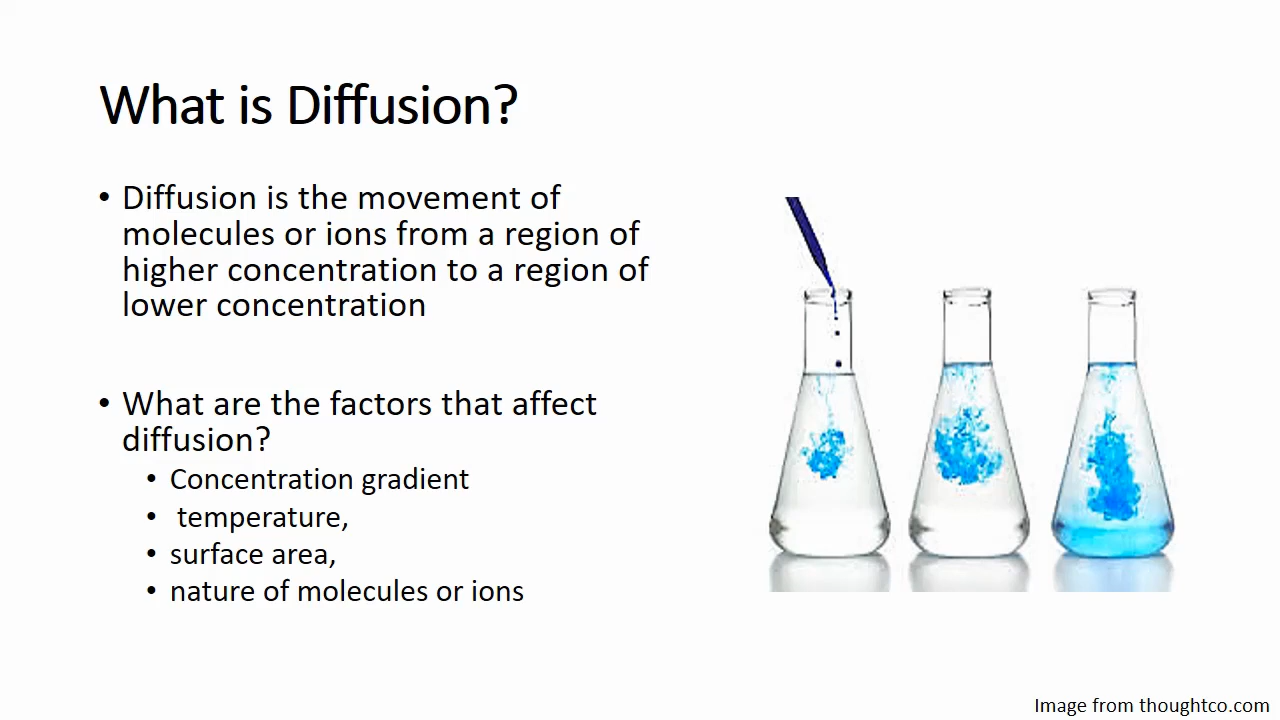 What is Diffusion?
• Diffusion is the movement of
molecules or ions from a region of
higher concentration to a region of
lower concentration
• What are the factors that affect
diffusion?
• Concentration gradient
• temperature,
• surface area,
• nature of molecules or ions
Image from thoughtco.com